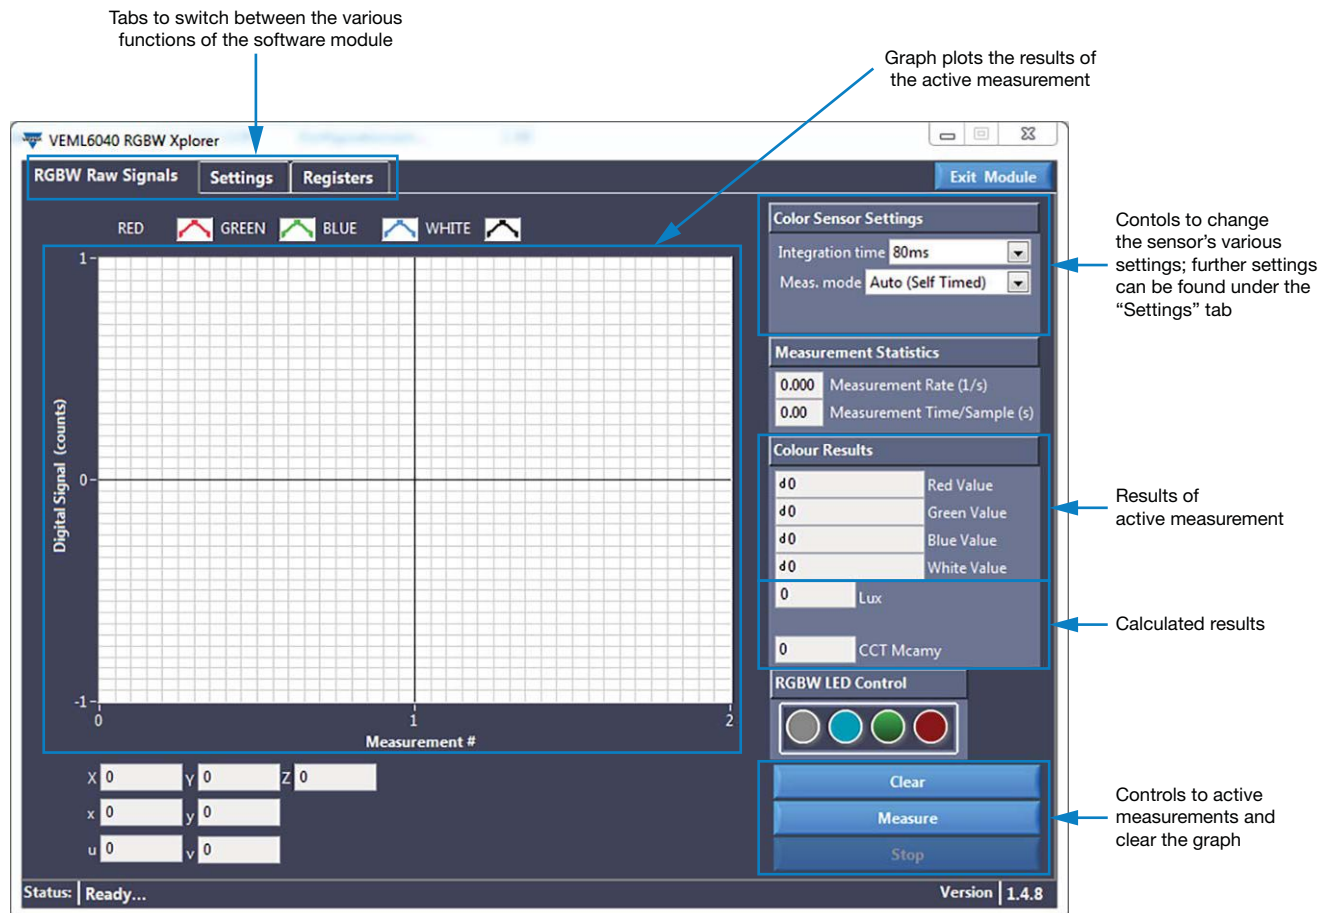 Tabs to switch between the various
functions of the software module
Graph plots the results of
the active measurement
VEML6040 RGBW Xplorer
RGBW Raw Signals
Settings
Registers
Exit Module
RED
GREEN
BLUE
WHITE
1
0
-1
Digital Signal (counts)
0
1
2
Measurement #
X 0
Y 0
Z 0
x 0
y 0
u 0
v 0
Color Sensor Settings
Integration time 80ms
Meas. mode Auto (Self Timed)
Contols to change
the sensor's various
settings; further settings
can be found under the
"Settings" tab
Measurement Statistics
0.000 Measurement Rate (1/s)
0.00 Measurement Time/Sample (s)
Colour Results
d 0 Red Value
d 0 Green Value
d 0 Blue Value
d 0 White Value
Results of
active measurement
0 Lux
0 CCT Mcamy
Calculated results
RGBW LED Control
Clear
Measure
Stop
Controls to active
measurements and
clear the graph
Status: Ready...
Version 1.4.8